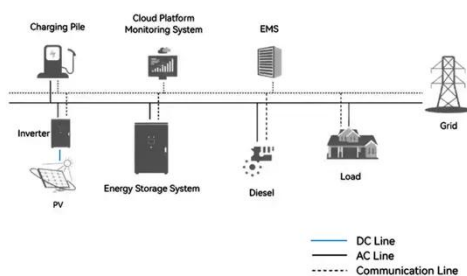 Charging Pile
Cloud Platform
Monitoring System
EMS
Grid
Inverter
PV
Energy Storage System
Diesel
Load
DC Line
AC Line
Communication Line